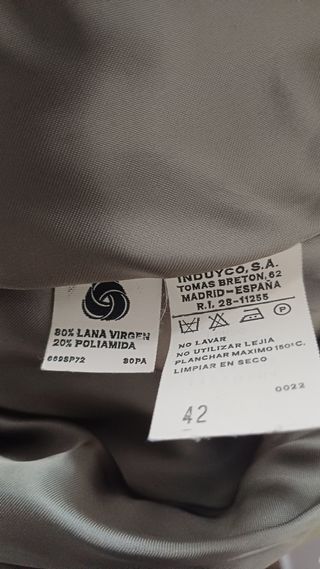 80% LANA VIRGEN
20% POLIAMIDA
669SP72 80PA
INDUYCO, S.A.
TOMAS BRETON, 62
MADRID-ESPAÑA
R.I. 28-11255
P
NO LAVAR
NO UTILIZAR LEJIA
PLANCHAR MAXIMO 150ºC.
LIMPIAR EN SECO
0022
42